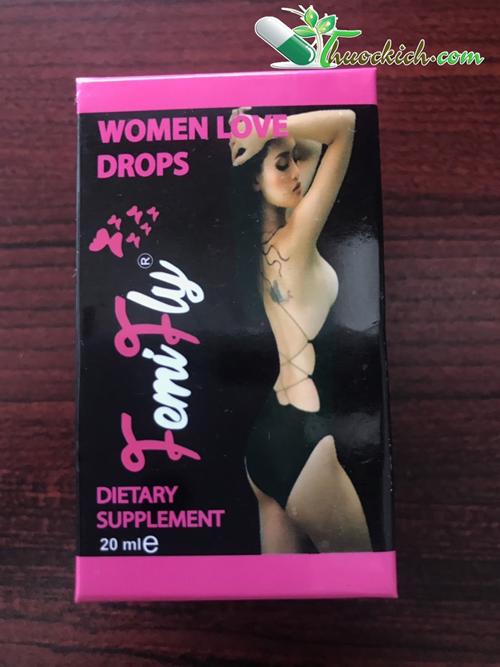 Thuockich.com
WOMEN LOVE
DROPS
FemiFly®
DIETARY
SUPPLEMENT
20 ml e